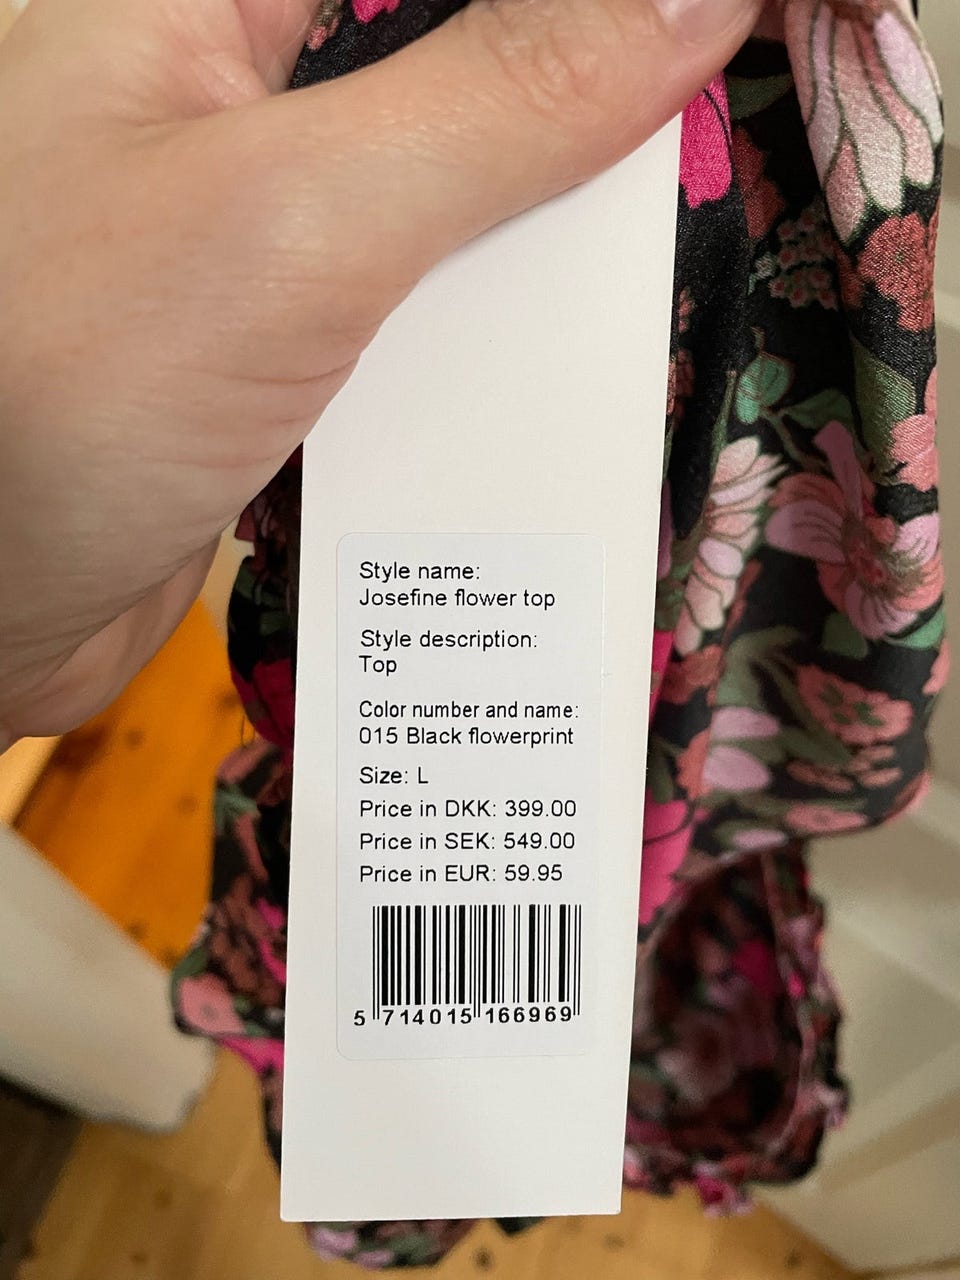 Style name:
Josefine flower top
Style description:
Top
Color number and name:
015 Black flowerprint
Size: L
Price in DKK: 399.00
Price in SEK: 549.00
Price in EUR: 59.95
5 714015 166969